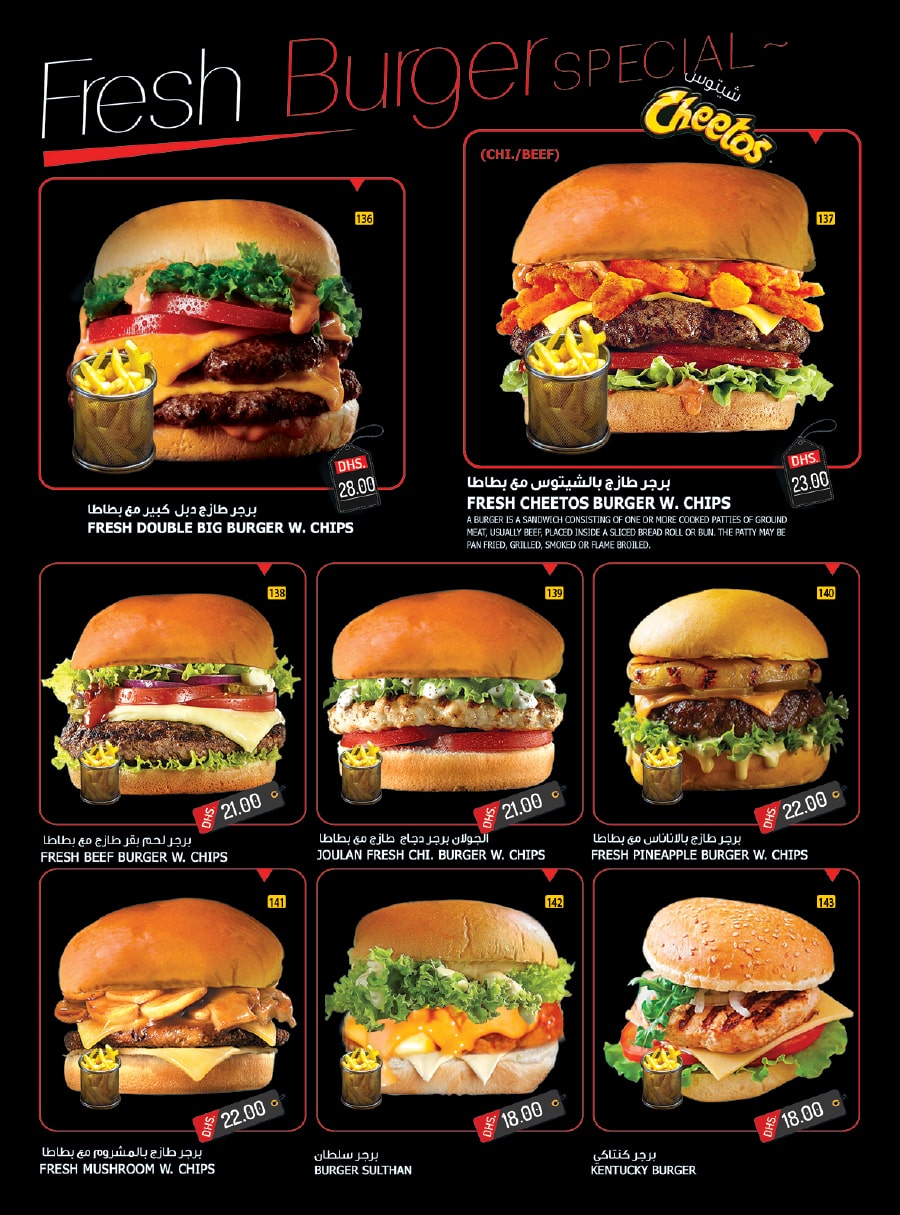 Fresh Burger SPECIAL ~
شيتوس
Cheetos
(CHI./BEEF)
136
137
DHS.
28.00
DHS.
23.00
برجر طازج دبل كبير مع بطاطا
FRESH DOUBLE BIG BURGER W. CHIPS
برجر طازج بالشيتوس مع بطاطا
FRESH CHEETOS BURGER W. CHIPS
A BURGER IS A SANDWICH CONSISTING OF ONE OR MORE COOKED PATTIES OF GROUND
MEAT, USUALLY BEEF, PLACED INSIDE A SLICED BREAD ROLL OR BUN. THE PATTY MAY BE
PAN FRIED, GRILLED, SMOKED OR FLAME BROILED.
138
139
140
DHS. 21.00
DHS. 21.00
DHS. 22.00
برجر لحم بقر طازج مع بطاطا
FRESH BEEF BURGER W. CHIPS
الجولان برجر دجاج طازج مع بطاطا
JOULAN FRESH CHI. BURGER W. CHIPS
برجر طازج بالاناناس مع بطاطا
FRESH PINEAPPLE BURGER W. CHIPS
141
142
143
DHS. 22.00
DHS. 18.00
DHS. 18.00
برجر طازج بالمشروم مع بطاطا
FRESH MUSHROOM W. CHIPS
برجر سلطان
BURGER SULTHAN
برجر كنتاكي
KENTUCKY BURGER